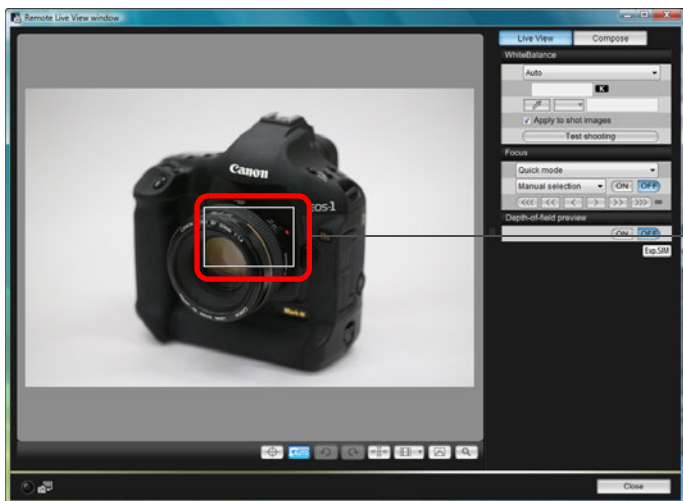 Remote Live View window
Live View
Compose
WhiteBalance
Auto
K
Apply to shot images
Test shooting
Focus
Quick mode
Manual selection
ON
OFF
Depth-of-field preview
ON
OFF
Exp.SIM
Canon
EOS-1
AUTO
Close